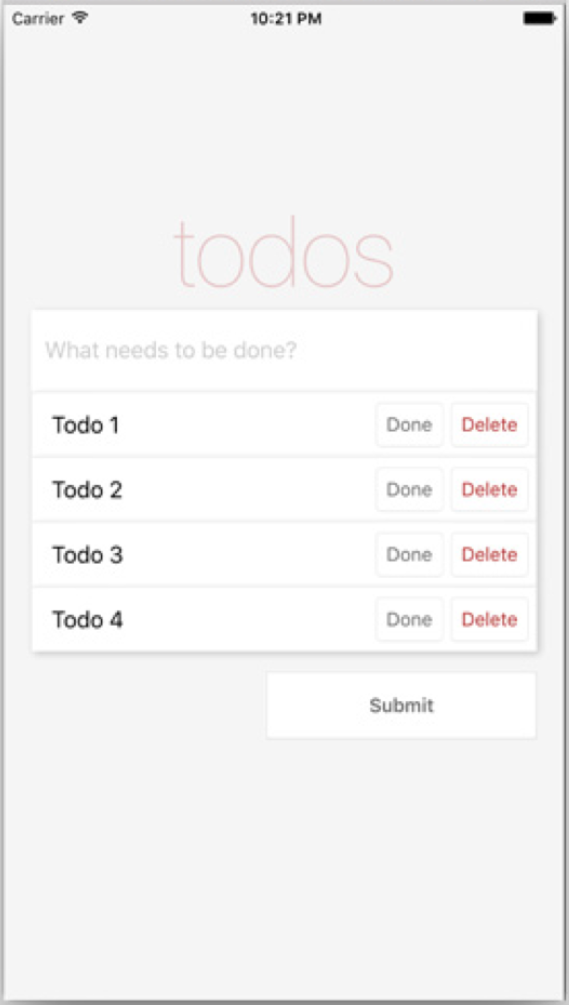 Carrier 10:21 PM
todos
What needs to be done?
Todo 1 Done Delete
Todo 2 Done Delete
Todo 3 Done Delete
Todo 4 Done Delete
Submit